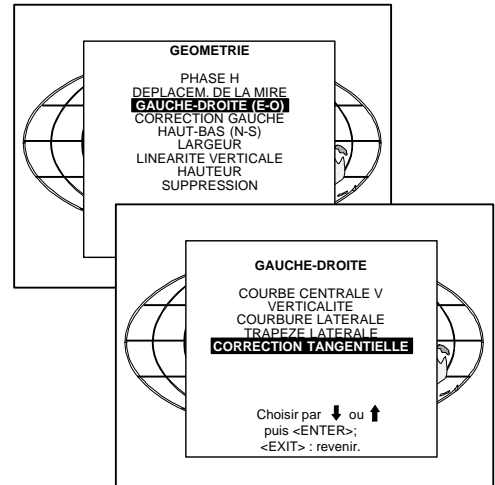 GEOMETRIE
PHASE H
DEPLACEM. DE LA MIRE
GAUCHE-DROITE (E-O)
CORRECTION GAUCHE
HAUT-BAS (N-S)
LARGEUR
LINEARITE VERTICALE
HAUTEUR
SUPPRESSION
GAUCHE-DROITE
COURBE CENTRALE V
VERTICALITE
COURBURE LATERALE
TRAPEZE LATERALE
CORRECTION TANGENTIELLE
Choisir par ⬇ ou ⬆
puis <ENTER>;
<EXIT> : revenir.